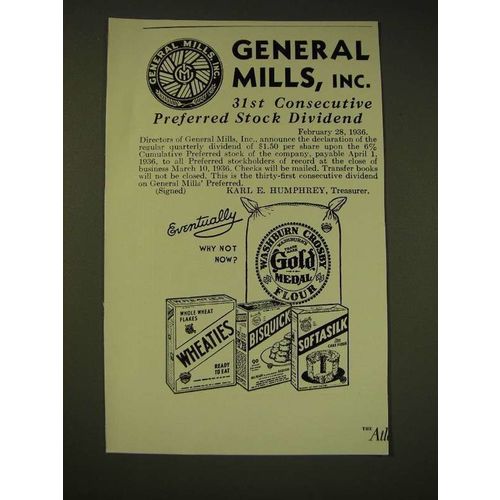 GENERAL MILLS, INC.
GENERAL
MILLS, INC.
31st Consecutive
Preferred Stock Dividend
February 28, 1936.
Directors of General Mills, Inc., announce the declaration of the
regular quarterly dividend of $1.50 per share upon the 6%
Cumulative Preferred stock of the company, payable April 1,
1936, to all Preferred stockholders of record at the close of
business March 10, 1936. Checks will be mailed. Transfer books
will not be closed. This is the thirty-first consecutive dividend
on General Mills' Preferred.
(Signed) KARL E. HUMPHREY, Treasurer.
Eventually
WHY NOT
NOW?
WASHBURN CROSBY
Gold
MEDAL
FLOUR
WHOLE WHEAT
FLAKES
WHEATIES
READY
TO EAT
BISQUICK
90
SOFTASILK
CAKE FLOUR
THE
Atl